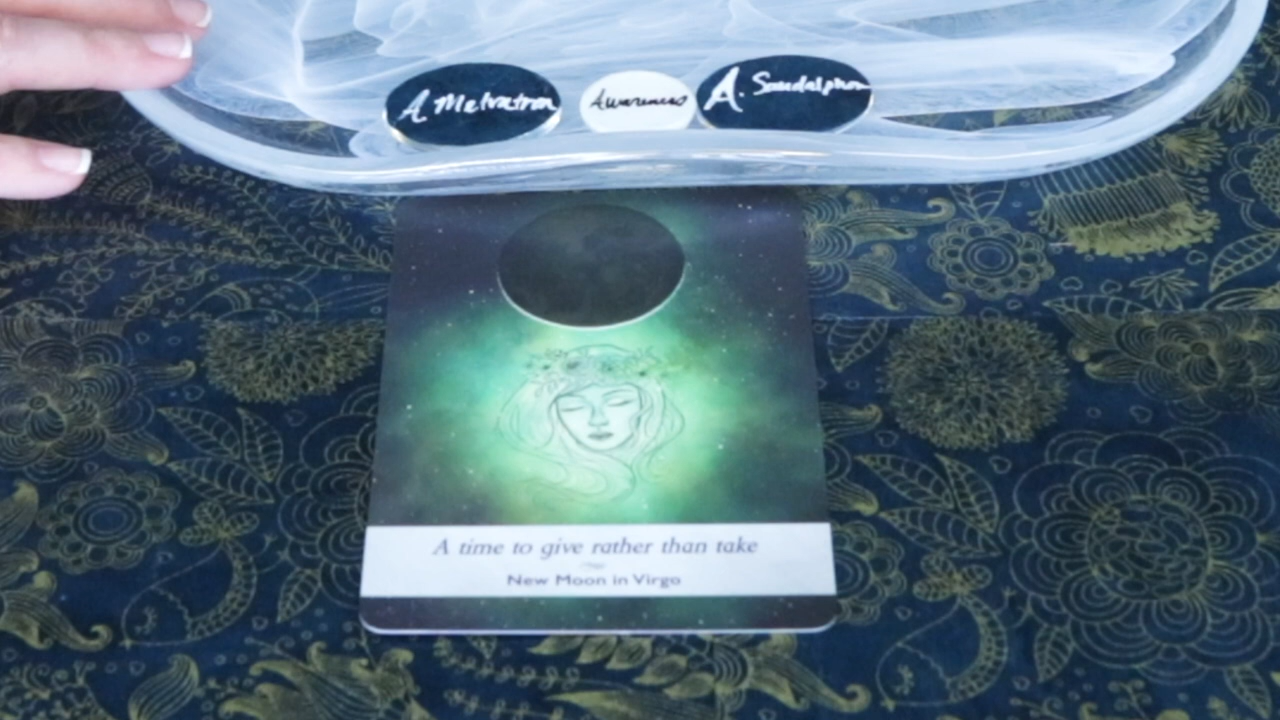 A Metratron
Awareness
A. Sandalphon
A time to give rather than take
New Moon in Virgo